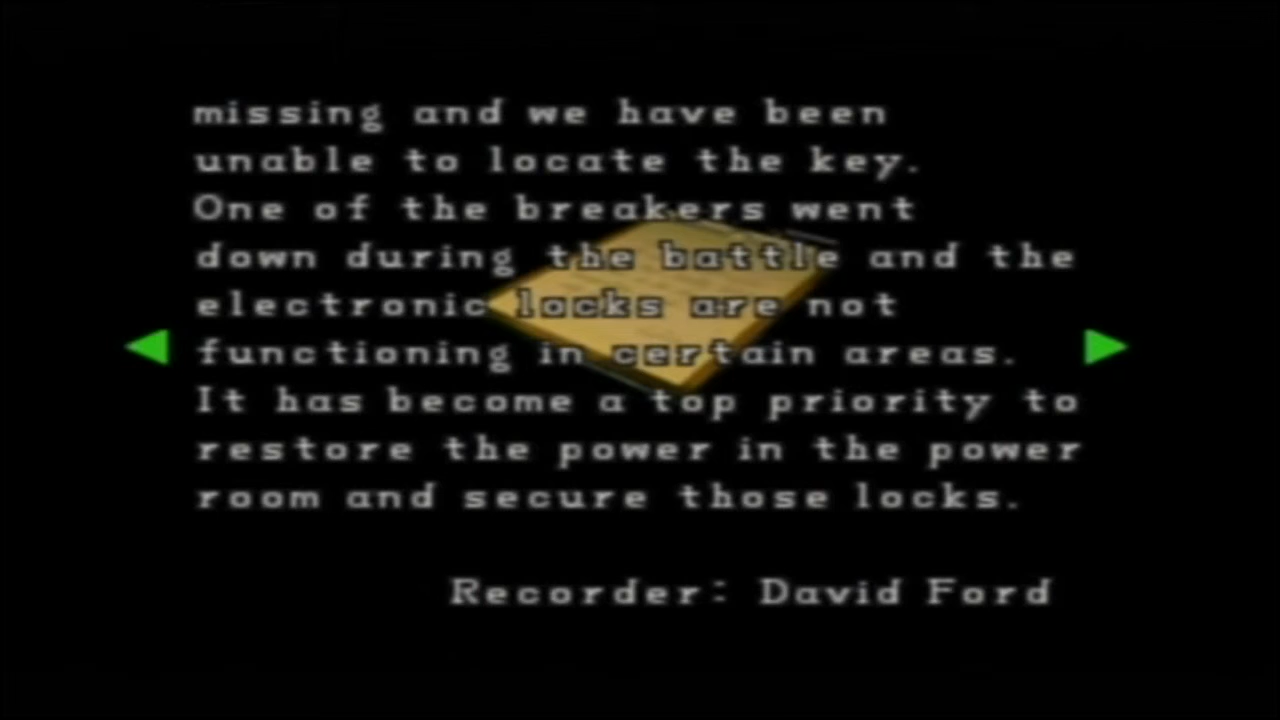 missing and we have been
unable to locate the key.
One of the breakers went
down during the battle and the
electronic locks are not
functioning in certain areas.
It has become a top priority to
restore the power in the power
room and secure those locks.
Recorder: David Ford